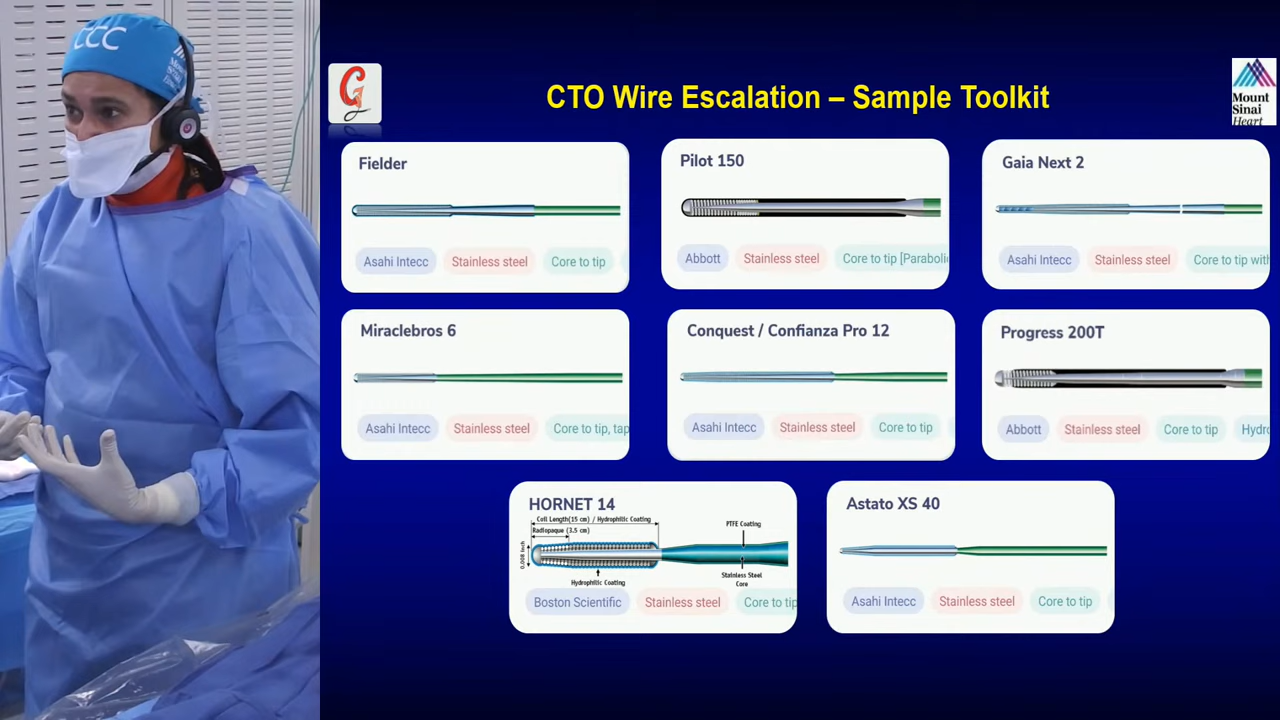 CCC
CTO Wire Escalation – Sample Toolkit
Mount
Sinai
Heart
Fielder
Asahi Intecc
Stainless steel
Core to tip
Pilot 150
Abbott
Stainless steel
Core to tip [Paraboli
Gaia Next 2
Asahi Intecc
Stainless steel
Core to tip with
Miraclebros 6
Asahi Intecc
Stainless steel
Core to tip, tap
Conquest / Confianza Pro 12
Asahi Intecc
Stainless steel
Core to tip
Progress 200T
Abbott
Stainless steel
Core to tip
Hydro
HORNET 14
Coil Length(15 cm) / Hydrophilic Coating
Radiopaque (3.5 cm)
PTFE Coating
0.008 inch
Hydrophilic Coating
Stainless Steel
Core
Boston Scientific
Stainless steel
Core to tip
Astato XS 40
Asahi Intecc
Stainless steel
Core to tip